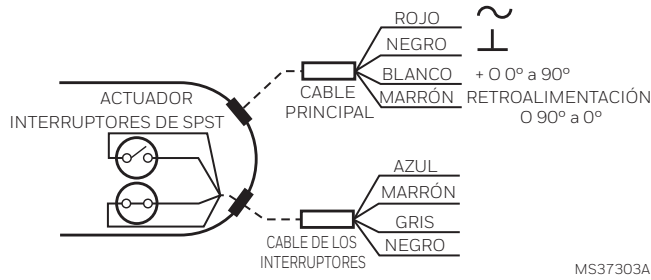 ROJO
NEGRO
BLANCO + O 0º a 90º
MARRÓN RETROALIMENTACIÓN
O 90º a 0º
CABLE
PRINCIPAL
ACTUADOR
INTERRUPTORES DE SPST
AZUL
MARRÓN
GRIS
NEGRO
CABLE DE LOS
INTERRUPTORES
MS37303A